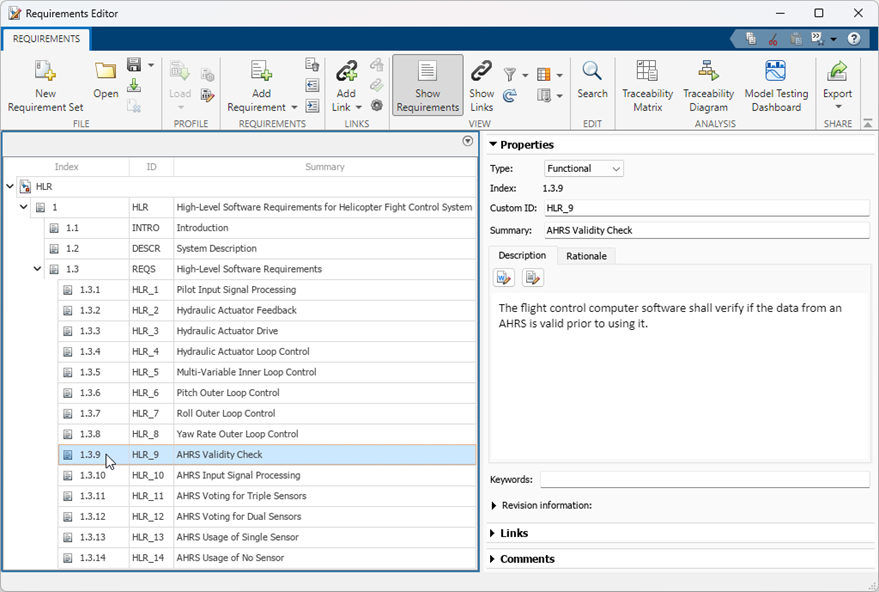 Requirements Editor
REQUIREMENTS
New
Requirement Set
Open
FILE
Load
PROFILE
Add
Requirement
REQUIREMENTS
Add
Link
LINKS
Show
Requirements
Show
Links
VIEW
Search
EDIT
Traceability
Matrix
Traceability
Diagram
Model Testing
Dashboard
ANALYSIS
Export
SHARE
Index ID Summary
HLR
1 HLR High-Level Software Requirements for Helicopter Fight Control System
1.1 INTRO Introduction
1.2 DESCR System Description
1.3 REQS High-Level Software Requirements
1.3.1 HLR_1 Pilot Input Signal Processing
1.3.2 HLR_2 Hydraulic Actuator Feedback
1.3.3 HLR_3 Hydraulic Actuator Drive
1.3.4 HLR_4 Hydraulic Actuator Loop Control
1.3.5 HLR_5 Multi-Variable Inner Loop Control
1.3.6 HLR_6 Pitch Outer Loop Control
1.3.7 HLR_7 Roll Outer Loop Control
1.3.8 HLR_8 Yaw Rate Outer Loop Control
1.3.9 HLR_9 AHRS Validity Check
1.3.10 HLR_10 AHRS Input Signal Processing
1.3.11 HLR_11 AHRS Voting for Triple Sensors
1.3.12 HLR_12 AHRS Voting for Dual Sensors
1.3.13 HLR_13 AHRS Usage of Single Sensor
1.3.14 HLR_14 AHRS Usage of No Sensor
Properties
Type: Functional
Index: 1.3.9
Custom ID: HLR_9
Summary: AHRS Validity Check
Description Rationale
The flight control computer software shall verify if the data from an
AHRS is valid prior to using it.
Keywords:
Revision information:
Links
Comments